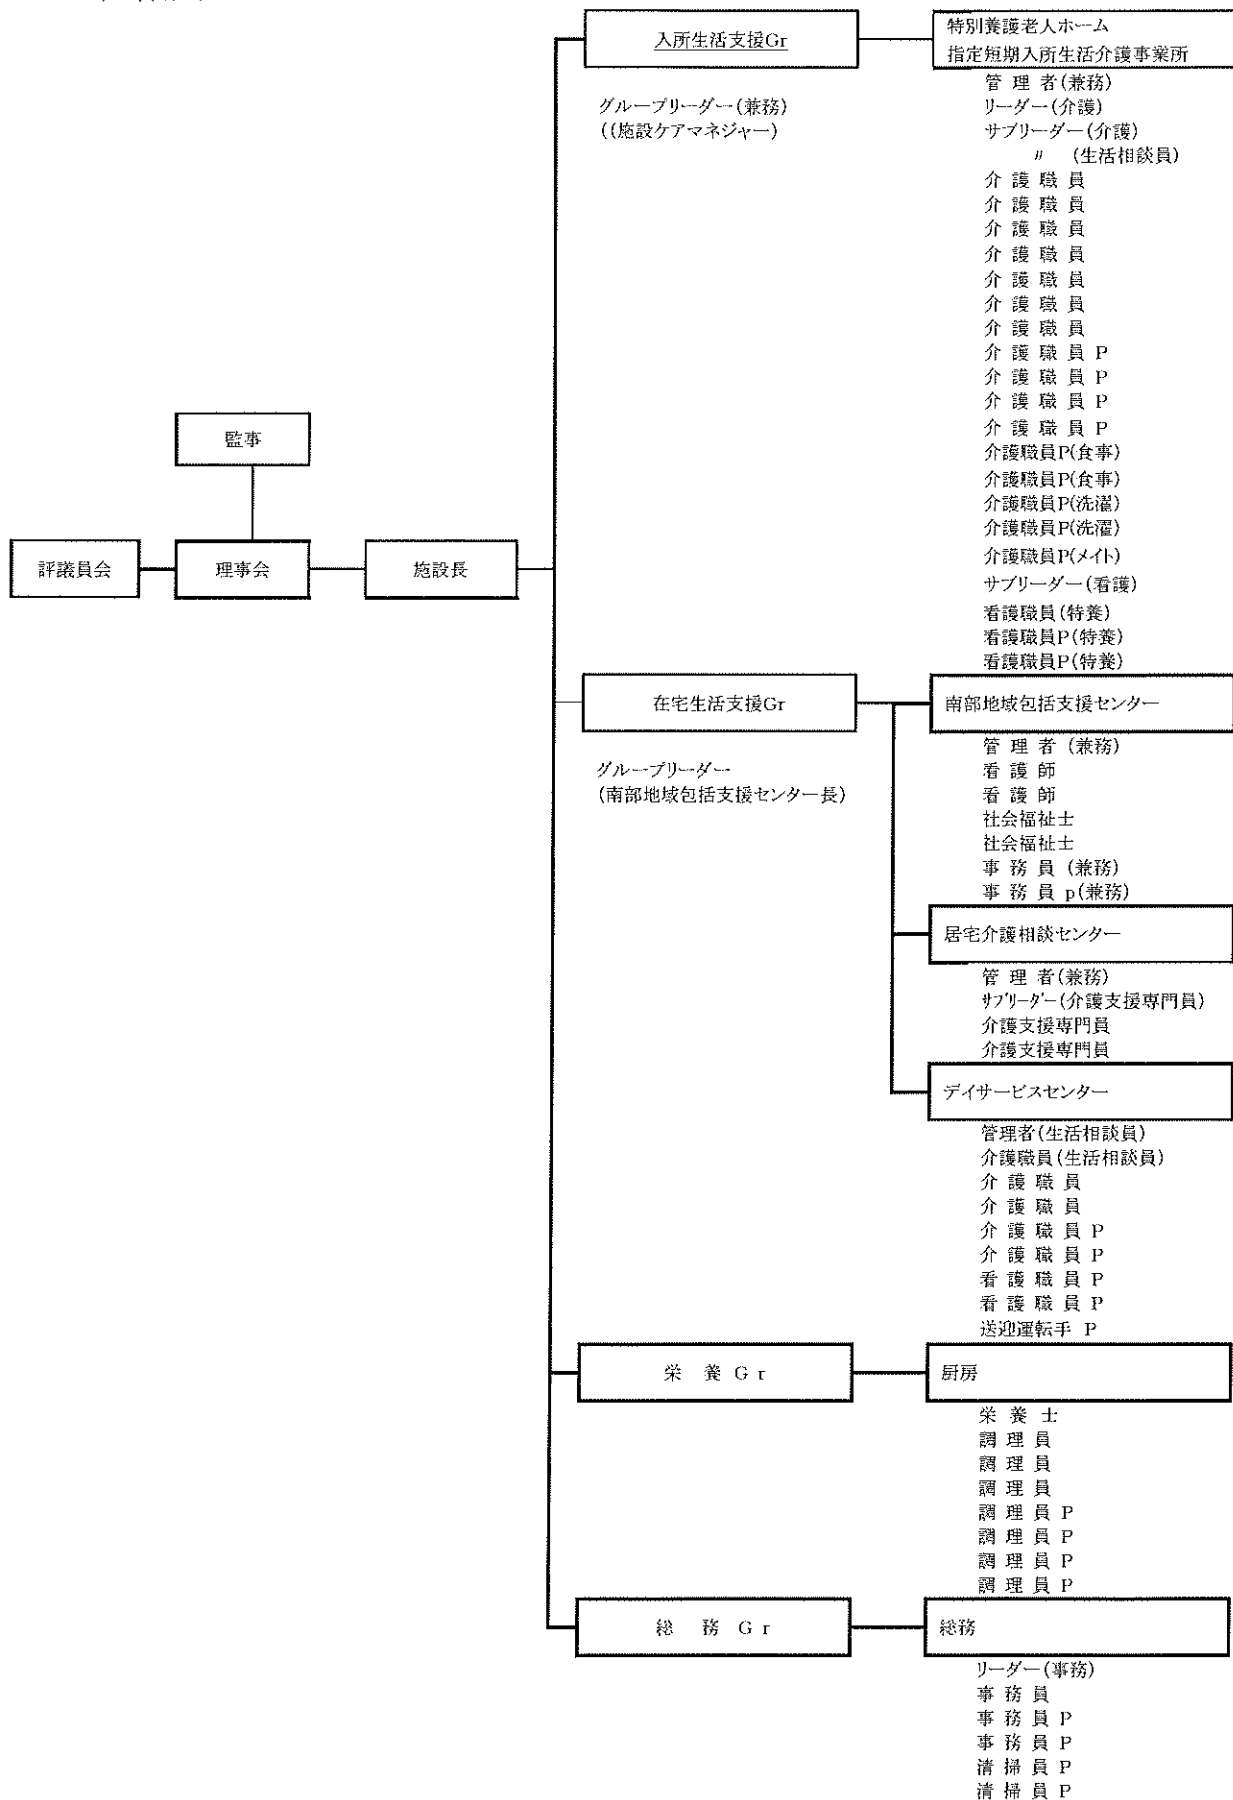 入所生活支援Gr
グループリーダー(兼務)
((施設ケアマネジャー)
特別養護老人ホーム
指定短期入所生活介護事業所
管 理 者(兼務)
リーダー(介護)
サブリーダー(介護)
〃 (生活相談員)
介 護 職 員
介 護 職 員
介 護 職 員
介 護 職 員
介 護 職 員
介 護 職 員
介 護 職 員
介 護 職 員 P
介 護 職 員 P
介 護 職 員 P
介 護 職 員 P
介護職員P(食事)
介護職員P(食事)
介護職員P(洗濯)
介護職員P(洗濯)
介護職員P(メイト)
サブリーダー(看護)
看護職員(特養)
看護職員P(特養)
看護職員P(特養)
監事
評議員会
理事会
施設長
在宅生活支援Gr
グループリーダー
(南部地域包括支援センター長)
南部地域包括支援センター
管 理 者 (兼務)
看 護 師
看 護 師
社会福祉士
社会福祉士
事 務 員 (兼務)
事 務 員 p(兼務)
居宅介護相談センター
管 理 者(兼務)
サブリーダー(介護支援専門員)
介護支援専門員
介護支援専門員
デイサービスセンター
管理者(生活相談員)
介護職員(生活相談員)
介 護 職 員
介 護 職 員
介 護 職 員 P
介 護 職 員 P
看 護 職 員 P
看 護 職 員 P
送迎運転手 P
栄 養 G r
厨房
栄 養 士
調 理 員
調 理 員
調 理 員
調 理 員 P
調 理 員 P
調 理 員 P
調 理 員 P
総 務 G r
総務
リーダー(事務)
事 務 員
事 務 員 P
事 務 員 P
清 掃 員 P
清 掃 員 P